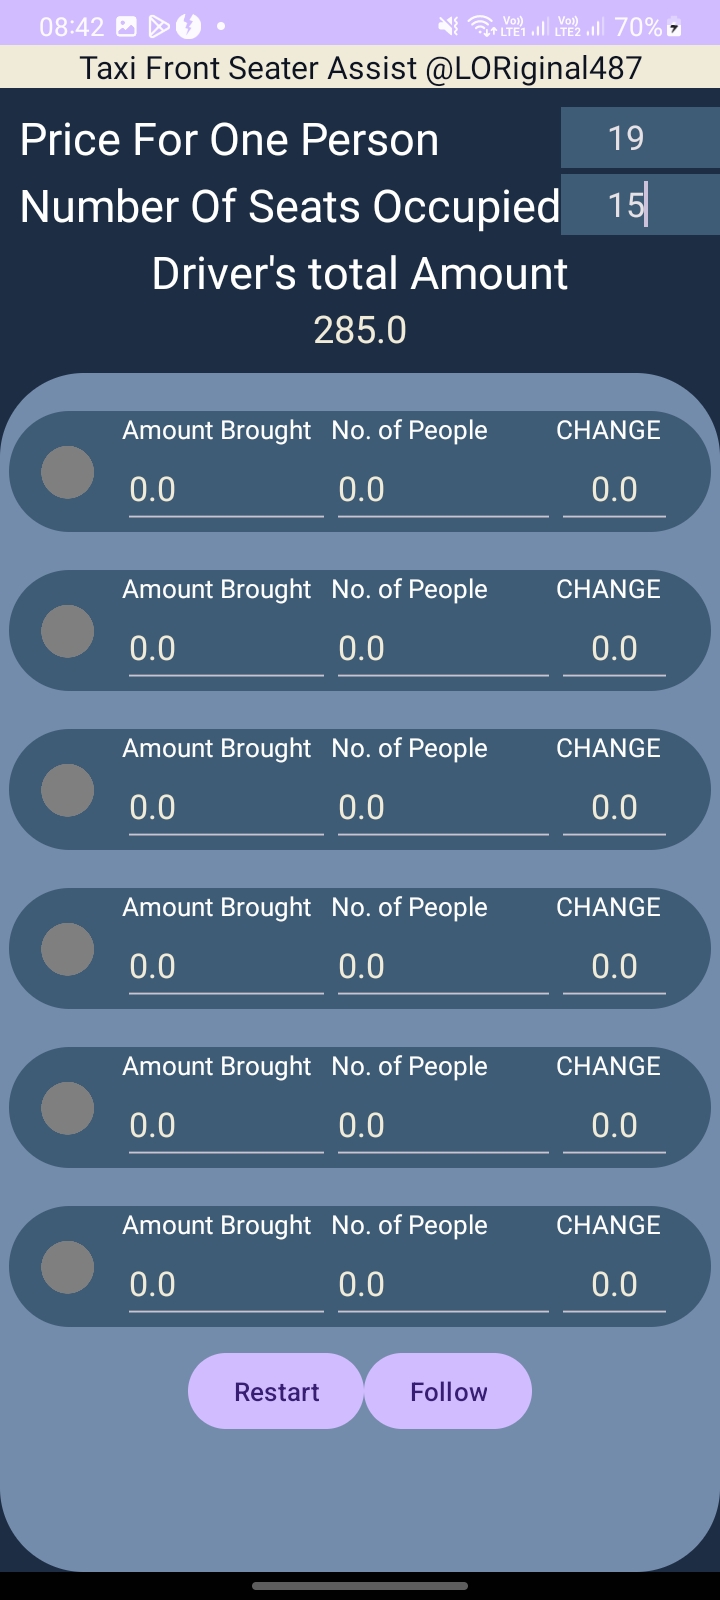 08:42 Vo)) LTE1 Vo)) LTE2 70%
Taxi Front Seater Assist @LORiginal487
Price For One Person 19
Number Of Seats Occupied 15
Driver's total Amount
285.0
Amount Brought No. of People CHANGE
0.0 0.0 0.0
Amount Brought No. of People CHANGE
0.0 0.0 0.0
Amount Brought No. of People CHANGE
0.0 0.0 0.0
Amount Brought No. of People CHANGE
0.0 0.0 0.0
Amount Brought No. of People CHANGE
0.0 0.0 0.0
Amount Brought No. of People CHANGE
0.0 0.0 0.0
Restart Follow